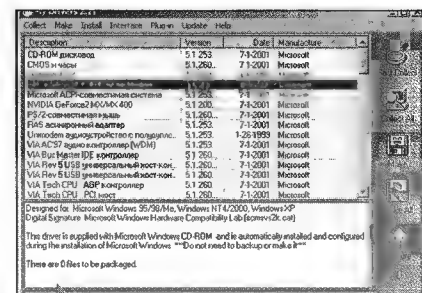 Collect Make Install Interface Plug-in Update Help
Description Version Date Manufacture
CD-ROM дисковод 5.1.253. 7-1-2001 Microsoft
CMOS и часы 5.1.260.. 7-1-2001 Microsoft
Microsoft ACPI-совместимая система 5.1.253. 7-1 Microsoft
NVIDIA GeForce2 MX/MX 400 5.1.200. 7-1-2001 Microsoft
PS/2-совместимая мышь 5.1.260.. 7-1-2001 Microsoft
RAS асинхронный адаптер 5.1.253. 7-1-2001 Microsoft
Unimodem аудиоустройство с полудупле... 5.1.253. 1-26-1999 Microsoft
VIA AC'97 аудио контроллер (WDM) 5.1.253. 7-1-2001 Microsoft
VIA Bus Master IDE контроллер 5.1.260.. 7-1-2001 Microsoft
VIA Rev 5 USB универсальный хост-кон... 5.1.260.. 7-1-2001 Microsoft
VIA Rev 5 USB универсальный хост-кон... 5.1.260.. 7-1-2001 Microsoft
VIA Tech CPU AGP контроллер 5.1.260. 7-1-2001 Microsoft
VIA Tech CPU PCI мост 5.1.260.. 7-1-2001 Microsoft
Designed for: Microsoft Windows 95/98/Me, Windows NT4/2000, Windows XP
Digital Signature: Microsoft Windows Hardware Compatibility Lab
This driver is supplied with Microsoft Windows CD-ROM and is automatically installed and configured
during the installation of Microsoft Windows **Do not need to backup or make it**
There are 0 files to be packaged.